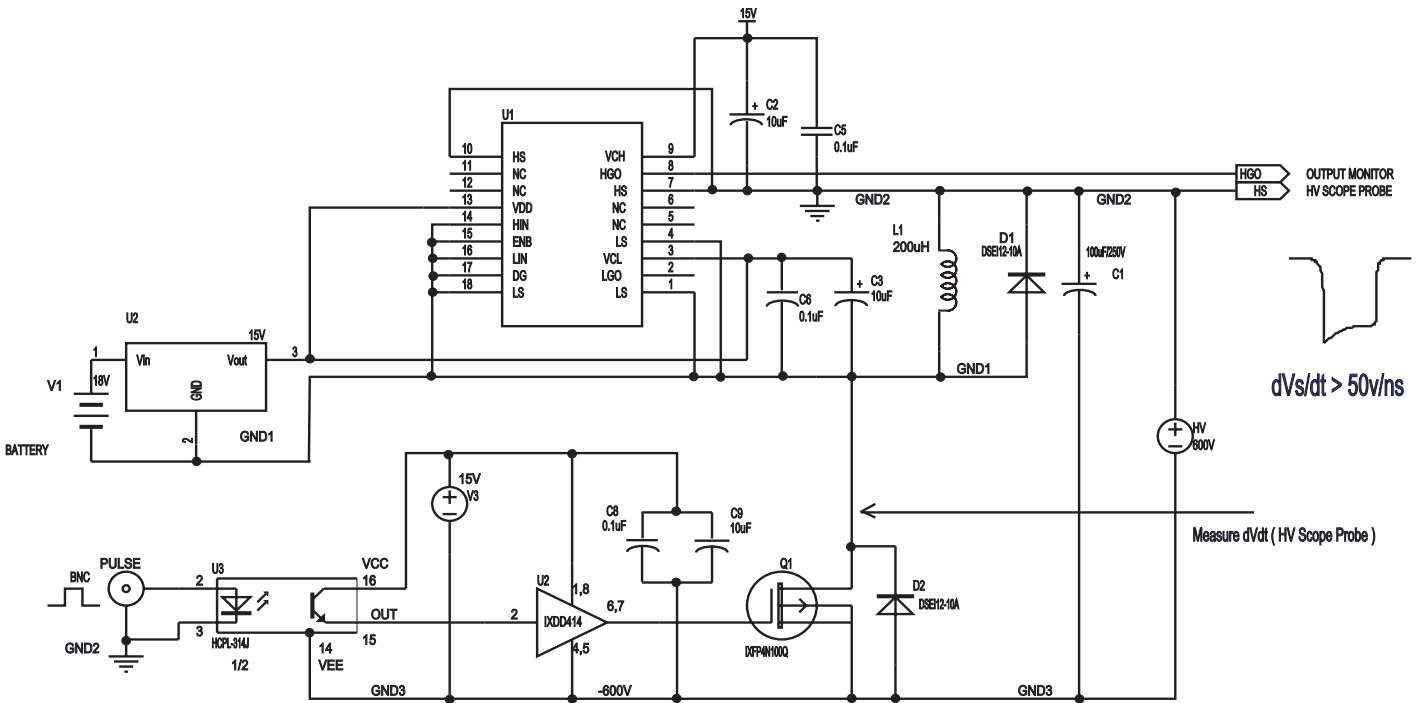 15V
C2
+
10uF
C5
0.1uF
U1
10 HS VCH 9
11 NC HGO 8
12 NC HS 7
13 VDD NC 6
14 HIN NC 5
15 ENB LS 4
16 LIN VCL 3
17 DG LGO 2
18 LS LS 1
HGO OUTPUT MONITOR
HS HV SCOPE PROBE
GND2
GND2
L1
200uH
D1
DSEI12-10A
100uF/250V
+
C1
C6
0.1uF
+
C3
10uF
GND1
dVs/dt > 50v/ns
U2
15V
1 Vin Vout 3
GND
2
V1
18V
BATTERY
GND1
+
HV
600V
15V
+
V3
C8
0.1uF
C9
10uF
Measure dVdt ( HV Scope Probe )
BNC
PULSE
GND2
2
3
U3
HCPL-314J
1/2
VCC
16
OUT
15
14
VEE
2
U2
IXDD414
1,8
6,7
4,5
Q1
IXFP4N100Q
D2
DSEI12-10A
GND3
-600V
GND3